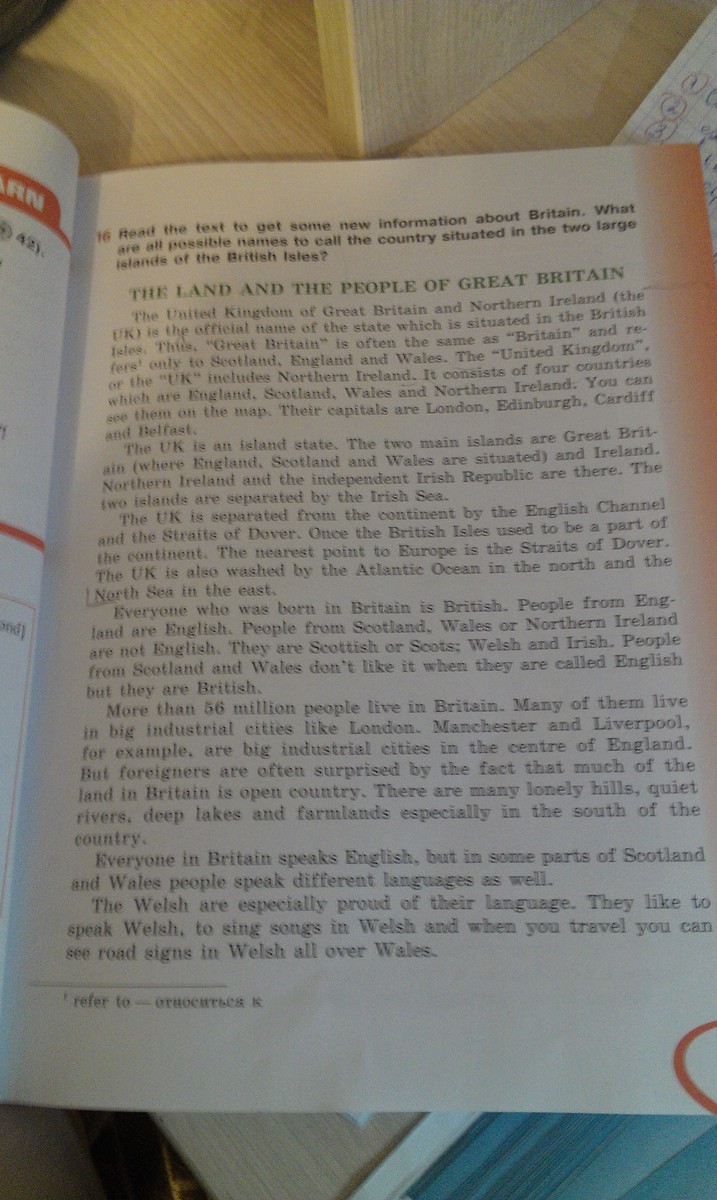 ARN
42).
16 Read the text to get some new information about Britain. What
are all possible names to call the country situated in the two large
islands of the British Isles?
THE LAND AND THE PEOPLE OF GREAT BRITAIN
The United Kingdom of Great Britain and Northern Ireland (the
UK) is the official name of the state which is situated in the British
Isles. Thus, “Great Britain” is often the same as “Britain” and re-
fers¹ only to Scotland, England and Wales. The “United Kingdom”,
or the “UK” includes Northern Ireland. It consists of four countries
which are England, Scotland, Wales and Northern Ireland. You can
see them on the map. Their capitals are London, Edinburgh, Cardiff
and Belfast.
The UK is an island state. The two main islands are Great Brit-
ain (where England, Scotland and Wales are situated) and Ireland.
Northern Ireland and the independent Irish Republic are there. The
two islands are separated by the Irish Sea.
The UK is separated from the continent by the English Channel
and the Straits of Dover. Once the British Isles used to be a part of
the continent. The nearest point to Europe is the Straits of Dover.
The UK is also washed by the Atlantic Ocean in the north and the
North Sea in the east.
Everyone who was born in Britain is British. People from Eng-
land are English. People from Scotland, Wales or Northern Ireland
are not English. They are Scottish or Scots; Welsh and Irish. People
from Scotland and Wales don’t like it when they are called English
but they are British.
More than 56 million people live in Britain. Many of them live
in big industrial cities like London. Manchester and Liverpool,
for example, are big industrial cities in the centre of England.
But foreigners are often surprised by the fact that much of the
land in Britain is open country. There are many lonely hills, quiet
rivers, deep lakes and farmlands especially in the south of the
country.
Everyone in Britain speaks English, but in some parts of Scotland
and Wales people speak different languages as well.
The Welsh are especially proud of their language. They like to
speak Welsh, to sing songs in Welsh and when you travel you can
see road signs in Welsh all over Wales.
¹ refer to — относиться к
ond]
1
2
3